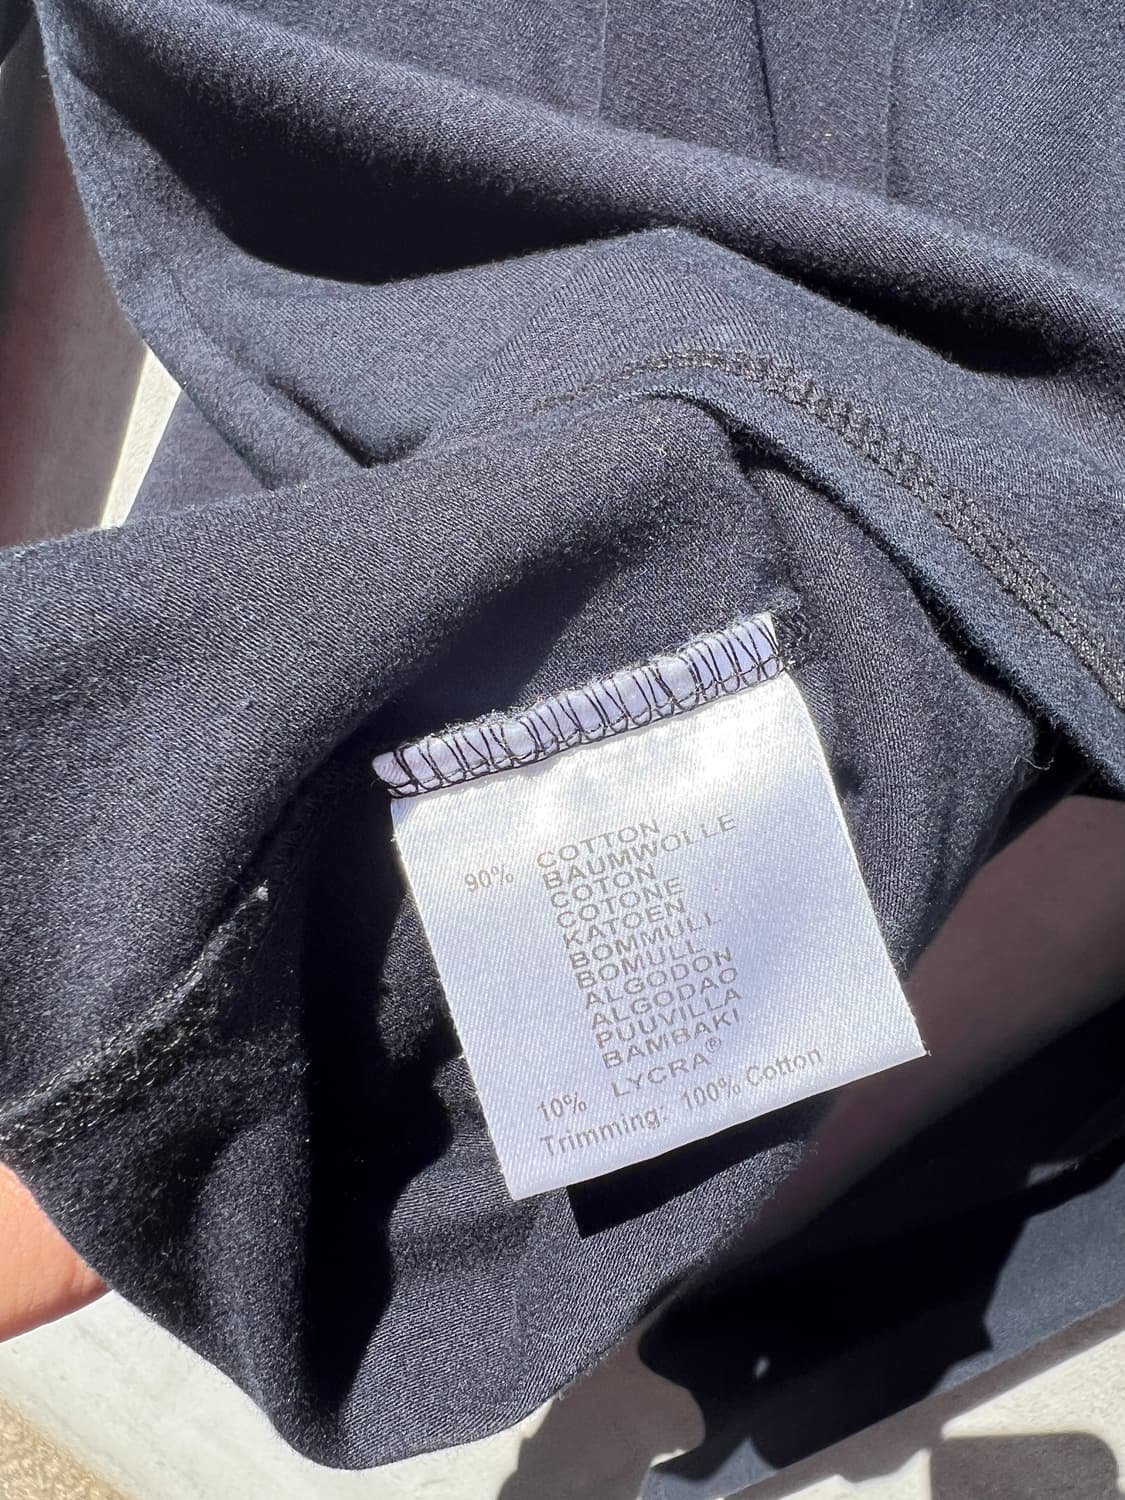 90% COTTON
BAUMWOLLE
COTON
COTONE
KATOEN
BOMMULL
BOMULL
ALGODON
ALGODAO
PUUVILLA
BAMBAKI
10% LYCRA®
Trimming: 100% Cotton